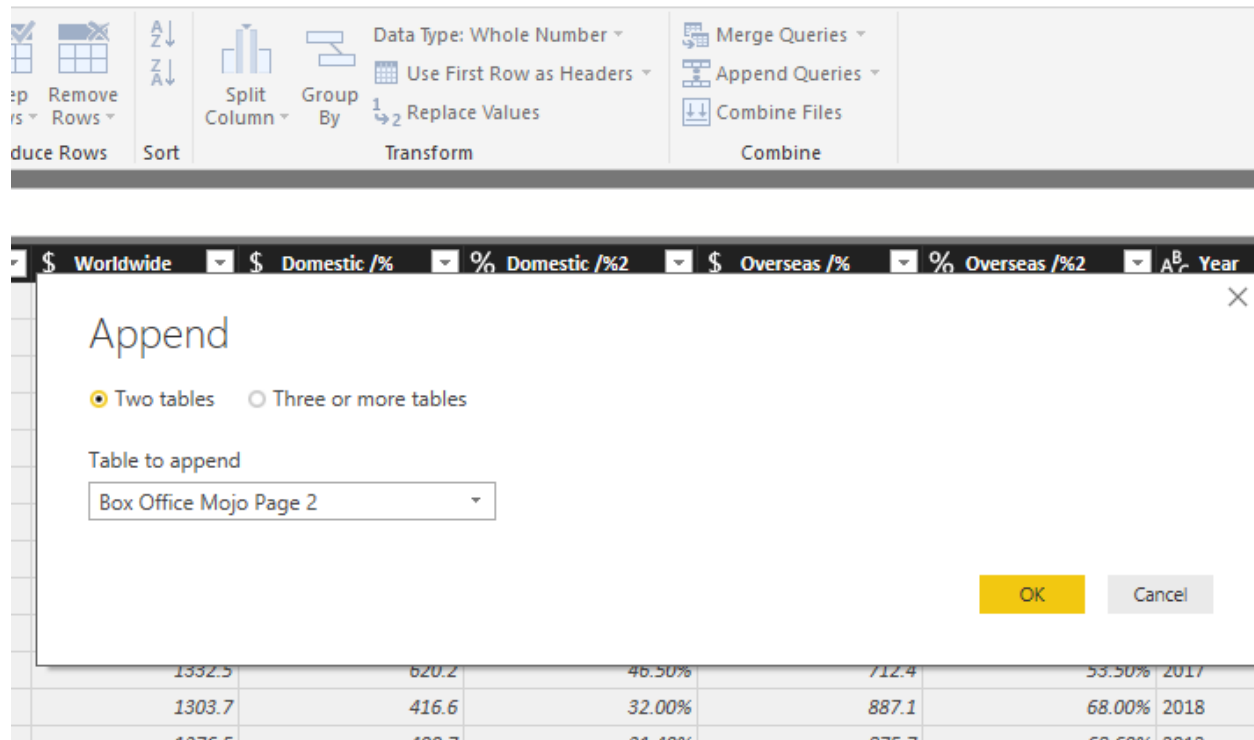 Data Type: Whole Number
Merge Queries
Use First Row as Headers
Append Queries
Remove Rows
Split Column
Group By
Replace Values
Combine Files
Sort
Transform
Combine
$ Worldwide $ Domestic /% % Domestic /%2 $ Overseas /% % Overseas /%2 ABC Year
Append
Two tables Three or more tables
Table to append
Box Office Mojo Page 2
OK Cancel
1332.5 620.2 46.50% 712.4 53.50% 2017
1303.7 416.6 32.00% 887.1 68.00% 2018